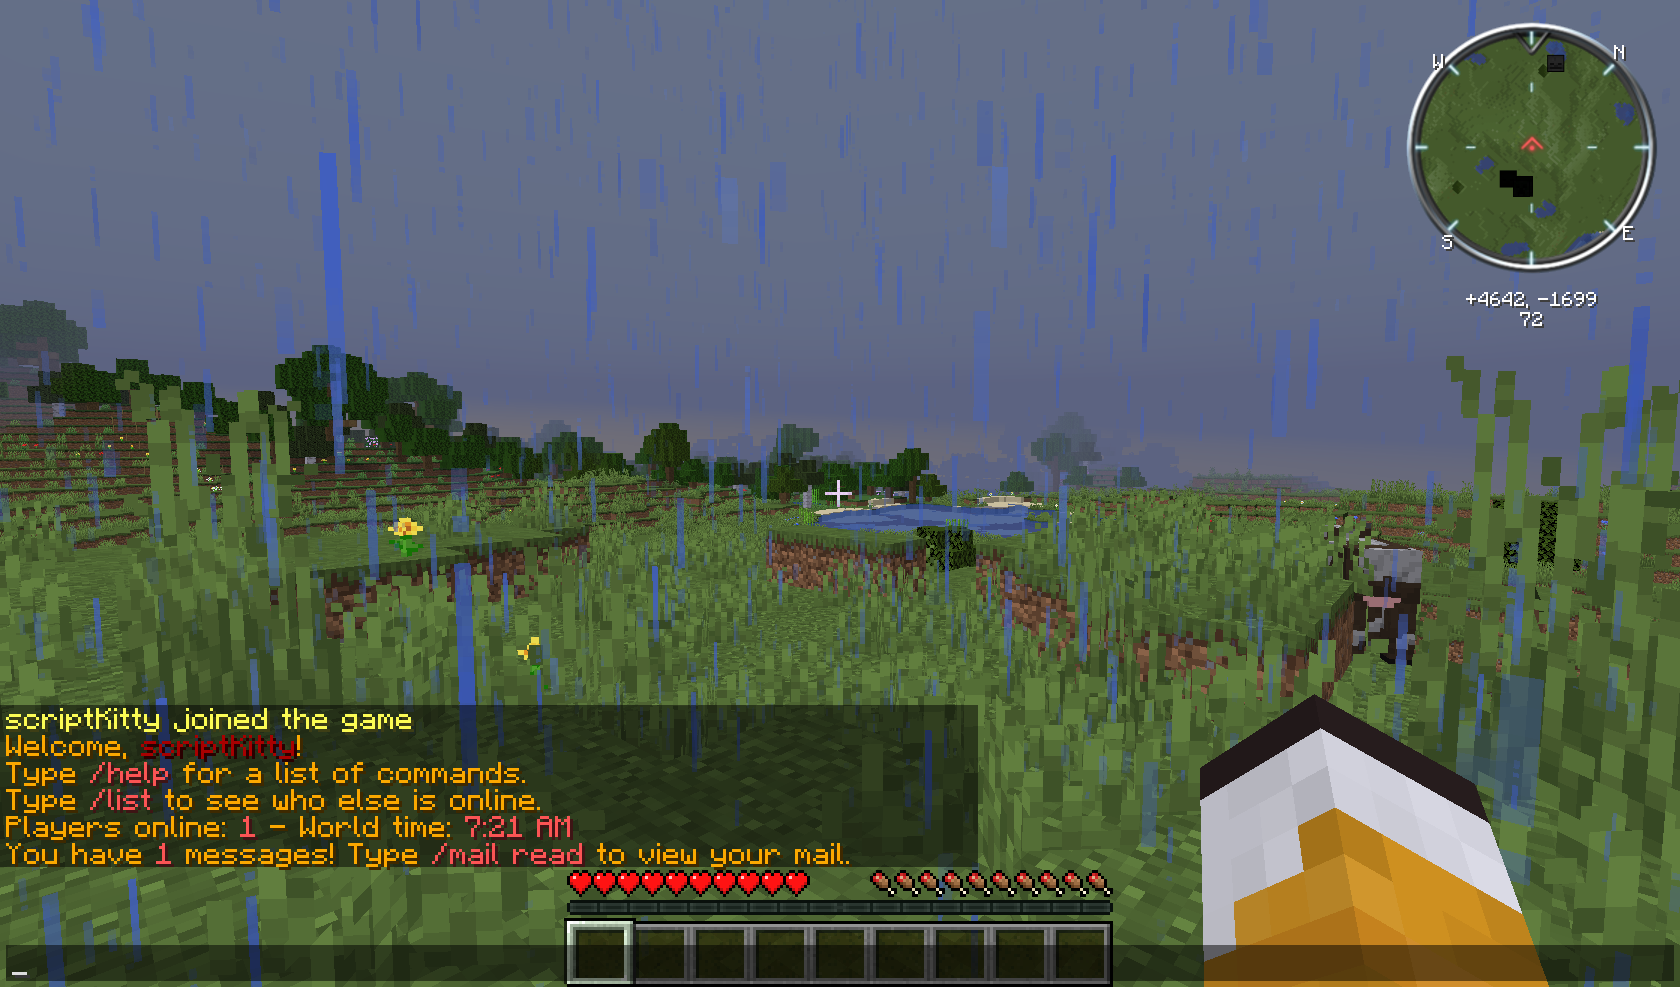 W
N
S
E
+4642, -1699
72
scriptKitty joined the game
Welcome, scriptKitty!
Type /help for a list of commands.
Type /list to see who else is online.
Players online: 1 - World time: 7:21 AM
You have 1 messages! Type /mail read to view your mail.
_